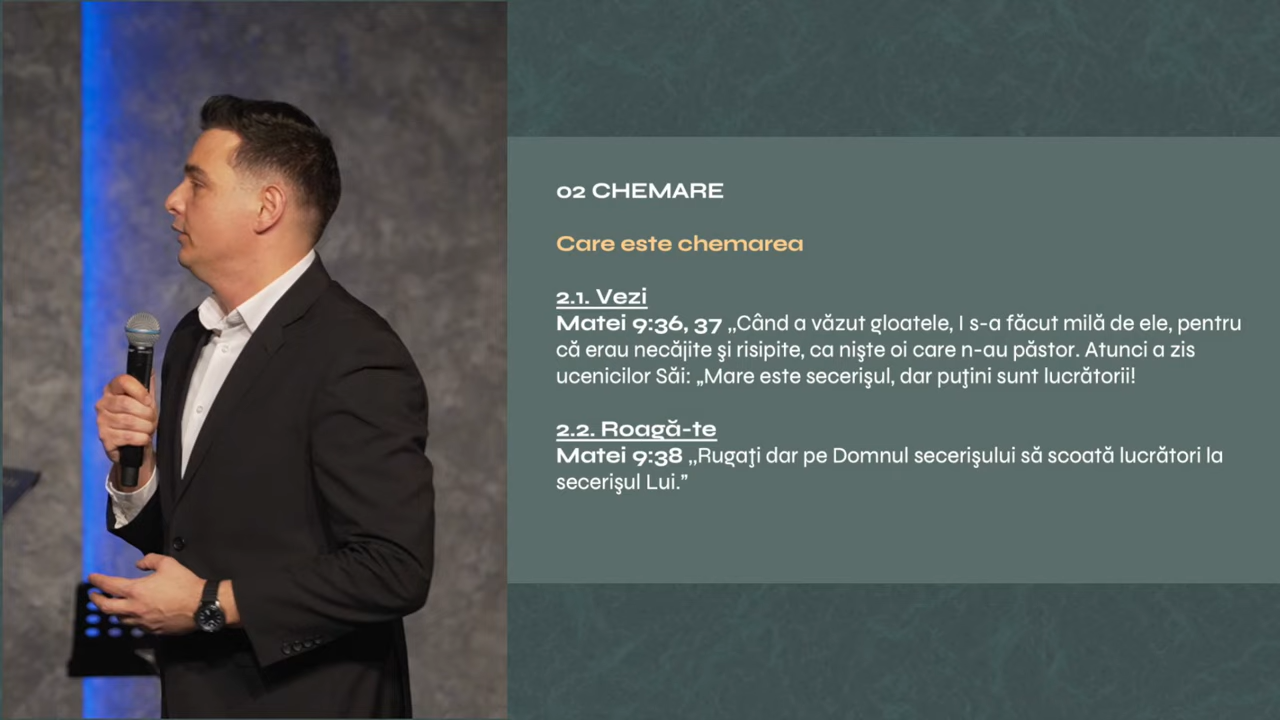 02 CHEMARE
Care este chemarea
2.1. Vezi
Matei 9:36, 37 „Când a văzut gloatele, I s-a făcut milă de ele, pentru
că erau necăjite şi risipite, ca nişte oi care n-au păstor. Atunci a zis
ucenicilor Săi: „Mare este secerişul, dar puţini sunt lucrătorii!
2.2. Roagă-te
Matei 9:38 „Rugaţi dar pe Domnul secerişului să scoată lucrători la
secerişul Lui.”